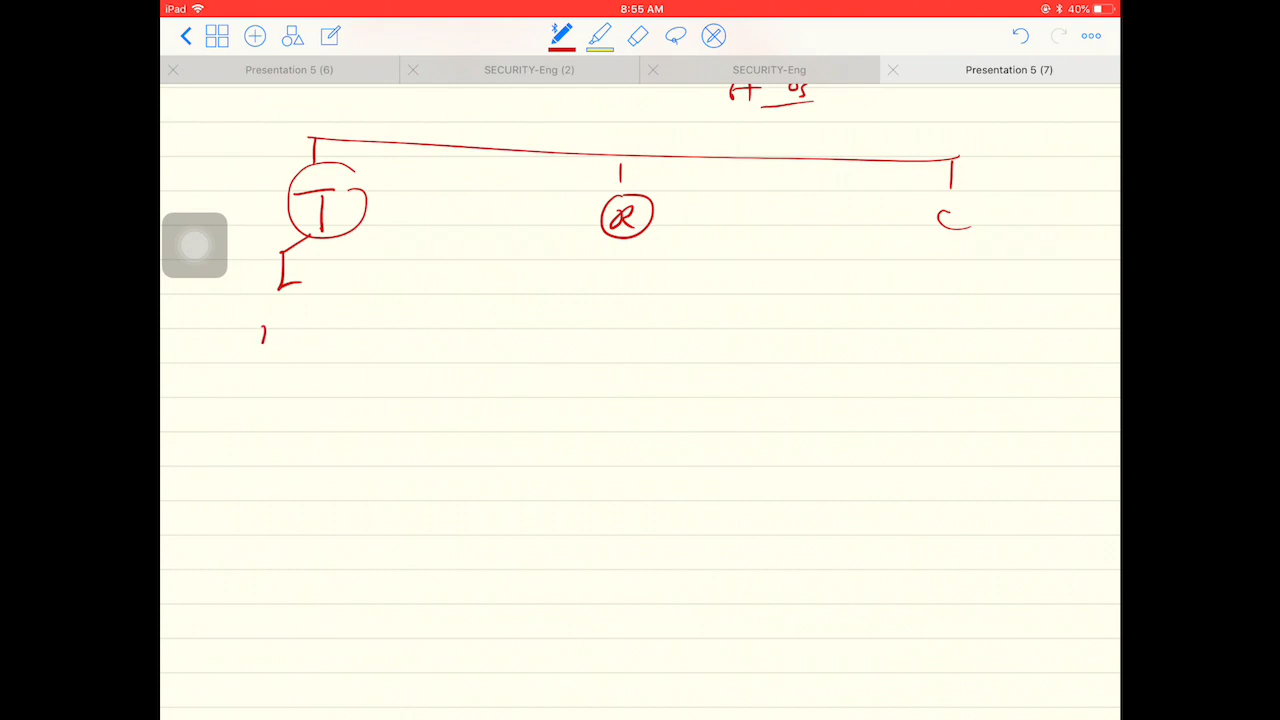 iPad 8:55 AM 40%
Presentation 5 (6) SECURITY-Eng (2) SECURITY-Eng Presentation 5 (7)
T R C